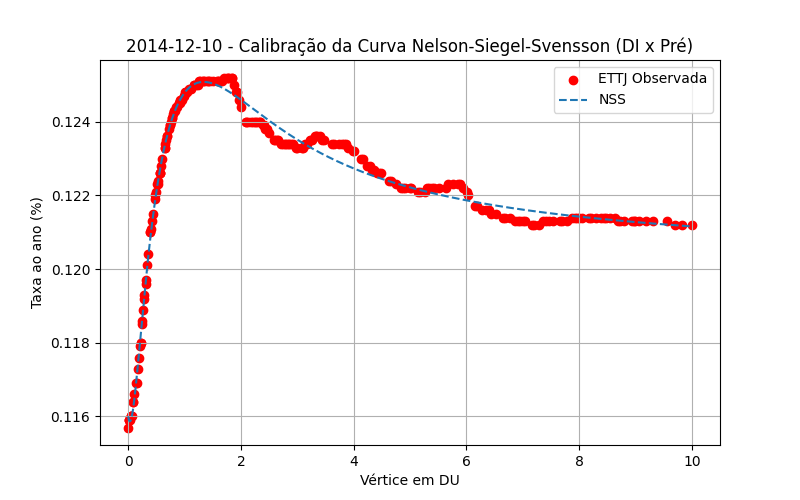 2014-12-10 - Calibração da Curva Nelson-Siegel-Svensson (DI x Pré)
ETTJ Observada
NSS
Taxa ao ano (%)
0.124
0.122
0.120
0.118
0.116
0
2
4
6
8
10
Vértice em DU